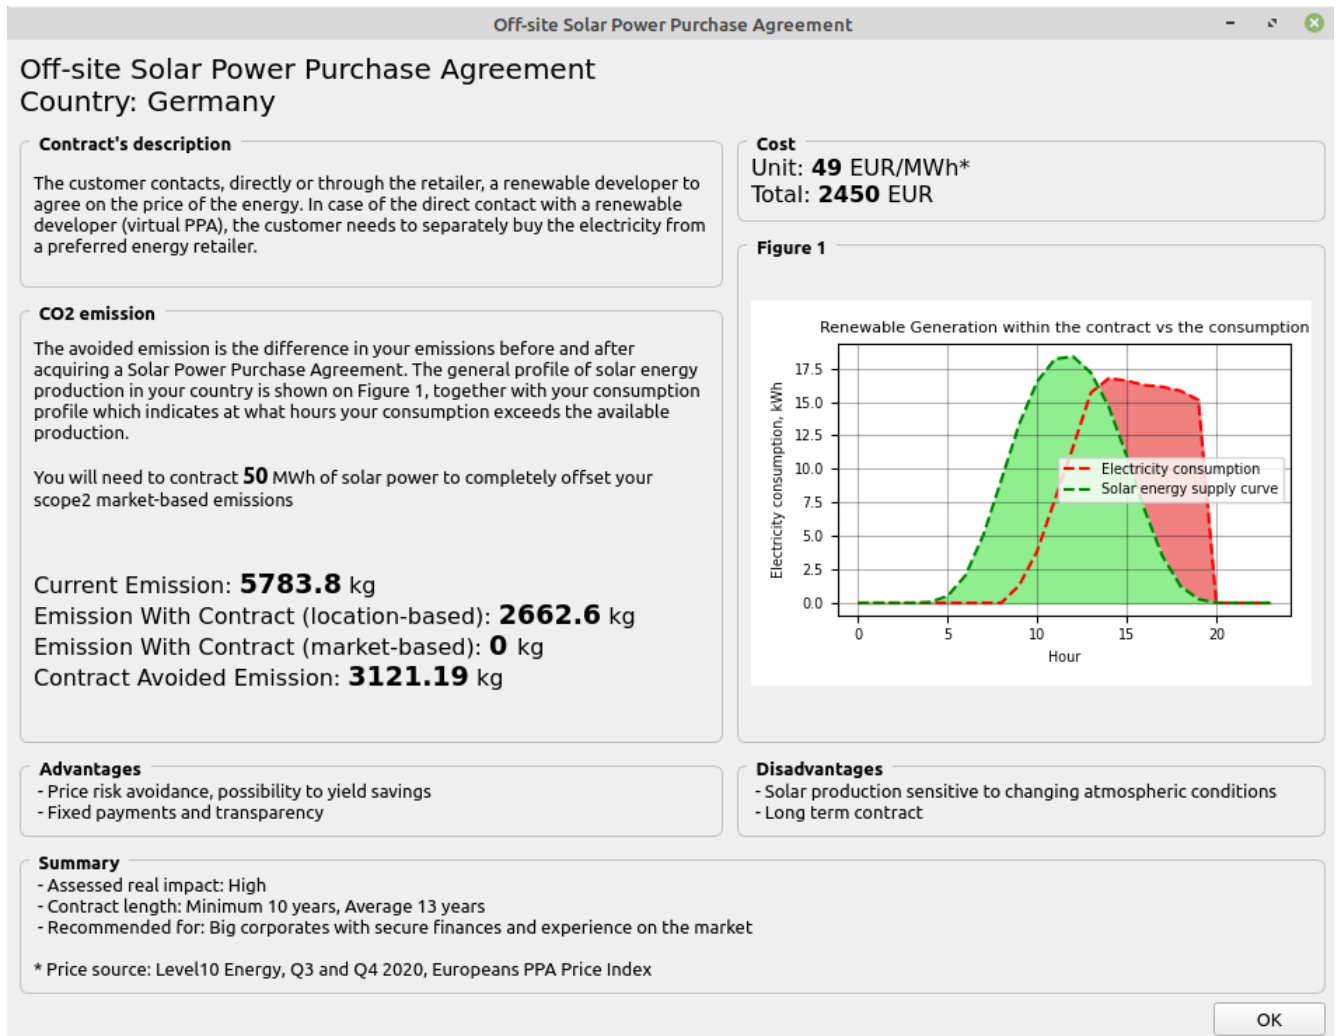 Off-site Solar Power Purchase Agreement
Off-site Solar Power Purchase Agreement
Country: Germany
Contract's description
The customer contacts, directly or through the retailer, a renewable developer to
agree on the price of the energy. In case of the direct contact with a renewable
developer (virtual PPA), the customer needs to separately buy the electricity from
a preferred energy retailer.
Cost
Unit: 49 EUR/MWh*
Total: 2450 EUR
CO2 emission
The avoided emission is the difference in your emissions before and after
acquiring a Solar Power Purchase Agreement. The general profile of solar energy
production in your country is shown on Figure 1, together with your consumption
profile which indicates at what hours your consumption exceeds the available
production.
You will need to contract 50 MWh of solar power to completely offset your
scope2 market-based emissions
Current Emission: 5783.8 kg
Emission With Contract (location-based): 2662.6 kg
Emission With Contract (market-based): 0 kg
Contract Avoided Emission: 3121.19 kg
Figure 1
Renewable Generation within the contract vs the consumption
Electricity consumption, kWh
17.5
15.0
12.5
10.0
7.5
5.0
2.5
0.0
Electricity consumption
Solar energy supply curve
0 5 10 15 20
Hour
Advantages
- Price risk avoidance, possibility to yield savings
- Fixed payments and transparency
Disadvantages
- Solar production sensitive to changing atmospheric conditions
- Long term contract
Summary
- Assessed real impact: High
- Contract length: Minimum 10 years, Average 13 years
- Recommended for: Big corporates with secure finances and experience on the market
* Price source: Level10 Energy, Q3 and Q4 2020, Europeans PPA Price Index
OK